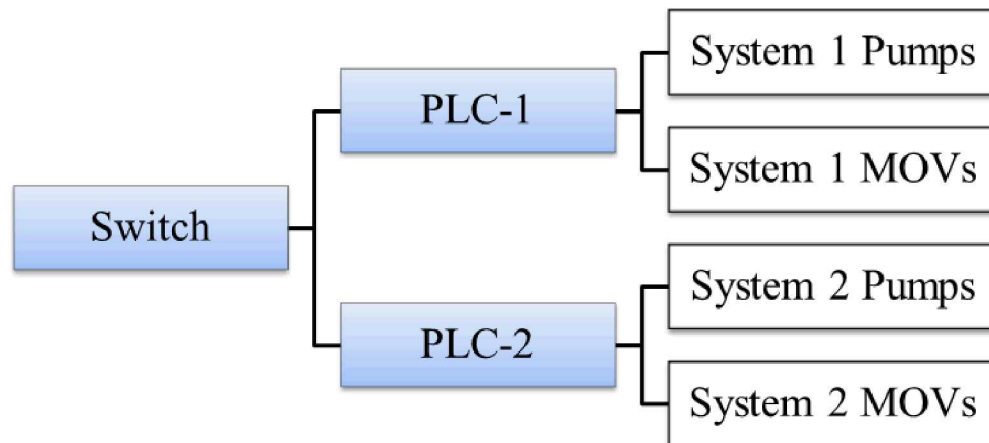 System 1 Pumps
PLC-1
System 1 MOVs
Switch
System 2 Pumps
PLC-2
System 2 MOVs